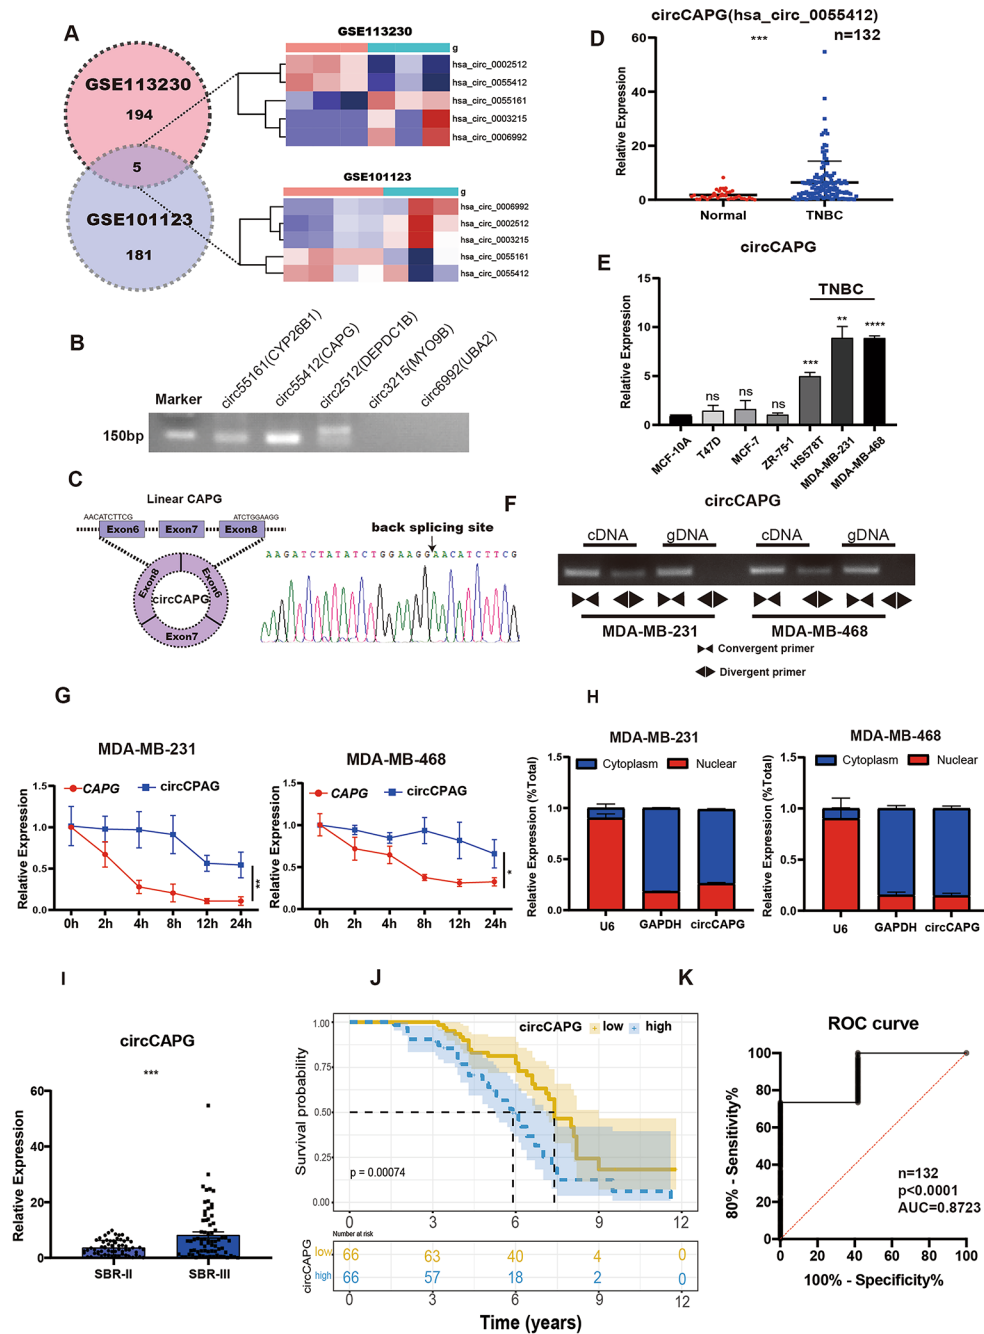 A
GSE113230
194
5
GSE101123
181
GSE113230
g
hsa_circ_0002512
hsa_circ_0055412
hsa_circ_0055161
hsa_circ_0003215
hsa_circ_0006992
GSE101123
g
hsa_circ_0006992
hsa_circ_0002512
hsa_circ_0003215
hsa_circ_0055161
hsa_circ_0055412
B
circ55161(CYP26B1)
circ55412(CAPG)
circ2512(DEPDC1B)
circ3215(MYO9B)
circ6992(UBA2)
Marker
150bp
C
Linear CAPG
AACATCTTCG
ATCTGGAAGG
Exon6
Exon7
Exon8
Exon8
Exon6
circCAPG
Exon7
back splicing site
AAGATCTATATCTGGAAGGAACATCTTCG
D
circCAPG(hsa_circ_0055412)
n=132
***
Relative Expression
60
40
20
0
Normal
TNBC
E
circCAPG
TNBC
Relative Expression
15
10
5
0
ns
ns
ns
***
**
****
MCF-10A
T47D
MCF-7
ZR-75-1
HS578T
MDA-MB-231
MDA-MB-468
F
circCAPG
cDNA
gDNA
cDNA
gDNA
MDA-MB-231
MDA-MB-468
Convergent primer
Divergent primer
G
MDA-MB-231
CAPG
circCPAG
Relative Expression
1.5
1.0
0.5
0.0
0h
2h
4h
8h
12h
24h
**
MDA-MB-468
CAPG
circCPAG
Relative Expression
1.5
1.0
0.5
0.0
0h
2h
4h
8h
12h
24h
*
H
MDA-MB-231
Cytoplasm
Nuclear
Relative Expression (%Total)
1.5
1.0
0.5
0.0
U6
GAPDH
circCAPG
MDA-MB-468
Cytoplasm
Nuclear
Relative Expression (%Total)
1.5
1.0
0.5
0.0
U6
GAPDH
circCAPG
I
circCAPG
***
Relative Expression
60
40
20
0
SBR-II
SBR-III
J
circCAPG
low
high
Survival probability
1.00
0.75
0.50
0.25
0.00
p = 0.00074
0
3
6
9
12
Number at risk
circCAPG
low
66
63
40
4
0
high
66
57
18
2
0
0
3
6
9
12
Time (years)
K
ROC curve
80% - Sensitivity%
100
80
60
40
20
0
n=132
p<0.0001
AUC=0.8723
0
20
40
60
80
100
100% - Specificity%